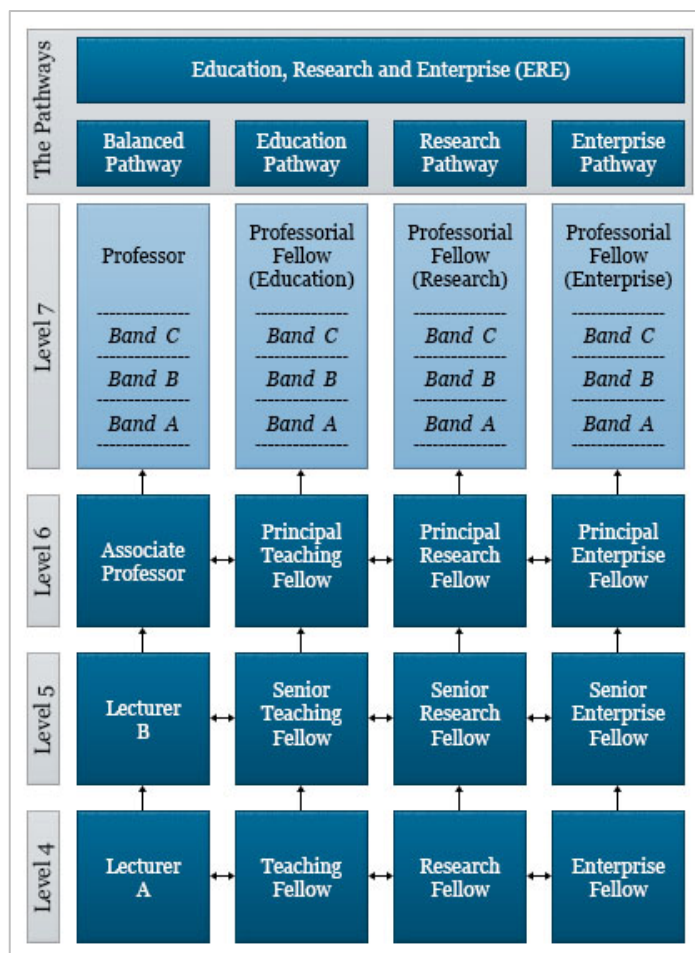 The Pathways
Education, Research and Enterprise (ERE)
Balanced
Pathway
Education
Pathway
Research
Pathway
Enterprise
Pathway
Level 7
Professor
Band C
Band B
Band A
Professorial
Fellow
(Education)
Band C
Band B
Band A
Professorial
Fellow
(Research)
Band C
Band B
Band A
Professorial
Fellow
(Enterprise)
Band C
Band B
Band A
Level 6
Associate
Professor
Principal
Teaching
Fellow
Principal
Research
Fellow
Principal
Enterprise
Fellow
Level 5
Lecturer
B
Senior
Teaching
Fellow
Senior
Research
Fellow
Senior
Enterprise
Fellow
Level 4
Lecturer
A
Teaching
Fellow
Research
Fellow
Enterprise
Fellow